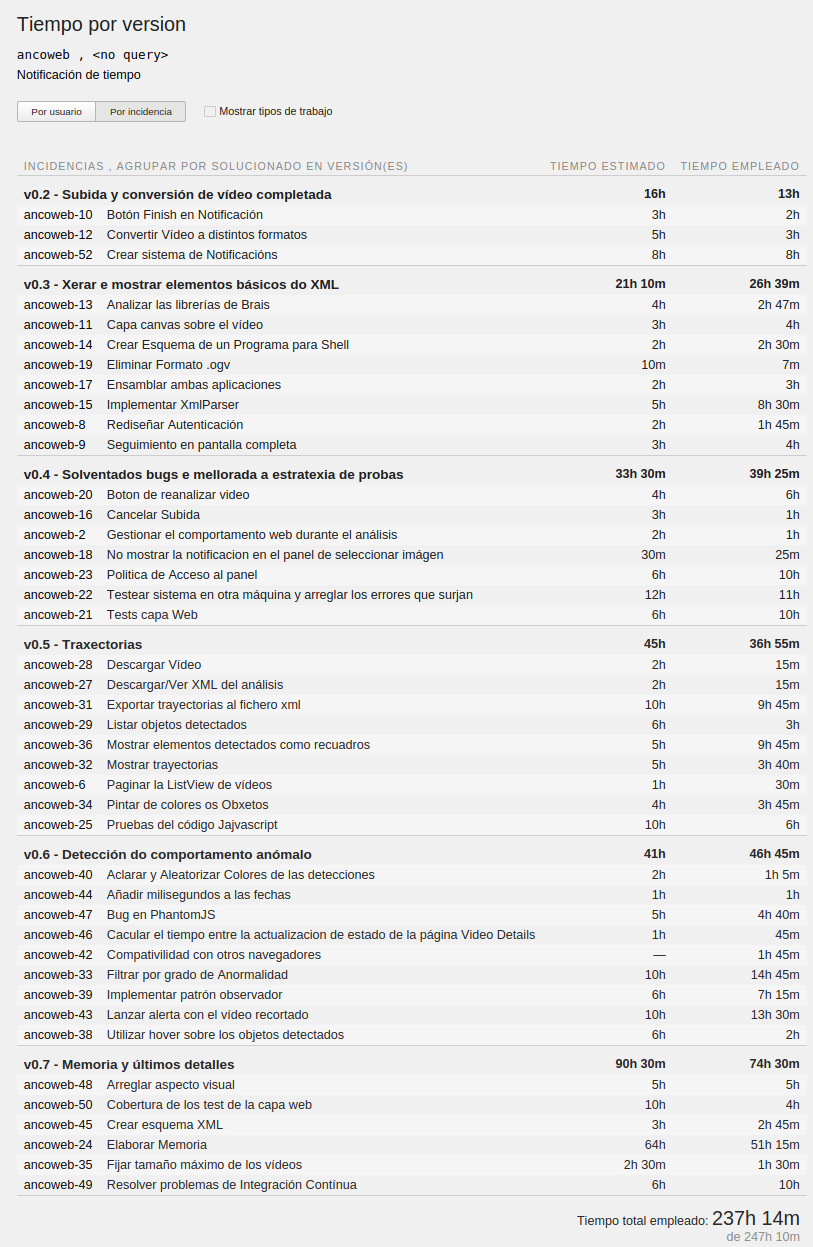 Tiempo por version
ancoweb , <no query>
Notificación de tiempo
Por usuario Por incidencia Mostrar tipos de trabajo
INCIDENCIAS , AGRUPAR POR SOLUCIONADO EN VERSIÓN(ES) TIEMPO ESTIMADO TIEMPO EMPLEADO
v0.2 - Subida y conversión de vídeo completada 16h 13h
ancoweb-10 Botón Finish en Notificación 3h 2h
ancoweb-12 Convertir Vídeo a distintos formatos 5h 3h
ancoweb-52 Crear sistema de Notificacións 8h 8h
v0.3 - Xerar e mostrar elementos básicos do XML 21h 10m 26h 39m
ancoweb-13 Analizar las librerías de Brais 4h 2h 47m
ancoweb-11 Capa canvas sobre el vídeo 3h 4h
ancoweb-14 Crear Esquema de un Programa para Shell 2h 2h 30m
ancoweb-19 Eliminar Formato .ogv 10m 7m
ancoweb-17 Ensamblar ambas aplicaciones 2h 3h
ancoweb-15 Implementar XmlParser 5h 8h 30m
ancoweb-8 Rediseñar Autenticación 2h 1h 45m
ancoweb-9 Seguimiento en pantalla completa 3h 4h
v0.4 - Solventados bugs e mellorada a estratexia de probas 33h 30m 39h 25m
ancoweb-20 Boton de reanalizar video 4h 6h
ancoweb-16 Cancelar Subida 3h 1h
ancoweb-2 Gestionar el comportamento web durante el análisis 2h 1h
ancoweb-18 No mostrar la notificacion en el panel de seleccionar imágen 30m 25m
ancoweb-23 Politica de Acceso al panel 6h 10h
ancoweb-22 Testear sistema en otra máquina y arreglar los errores que surjan 12h 11h
ancoweb-21 Tests capa Web 6h 10h
v0.5 - Traxectorias 45h 36h 55m
ancoweb-28 Descargar Vídeo 2h 15m
ancoweb-27 Descargar/Ver XML del análisis 2h 15m
ancoweb-31 Exportar trayectorias al fichero xml 10h 9h 45m
ancoweb-29 Listar objetos detectados 6h 3h
ancoweb-36 Mostrar elementos detectados como recuadros 5h 9h 45m
ancoweb-32 Mostrar trayectorias 5h 3h 40m
ancoweb-6 Paginar la ListView de vídeos 1h 30m
ancoweb-34 Pintar de colores os Obxetos 4h 3h 45m
ancoweb-25 Pruebas del código Jajvascript 10h 6h
v0.6 - Detección do comportamento anómalo 41h 46h 45m
ancoweb-40 Aclarar y Aleatorizar Colores de las detecciones 2h 1h 5m
ancoweb-44 Añadir milisegundos a las fechas 1h 1h
ancoweb-47 Bug en PhantomJS 5h 4h 40m
ancoweb-46 Cacular el tiempo entre la actualizacion de estado de la página Video Details 1h 45m
ancoweb-42 Compativilidad con otros navegadores — 1h 45m
ancoweb-33 Filtrar por grado de Anormalidad 10h 14h 45m
ancoweb-39 Implementar patrón observador 6h 7h 15m
ancoweb-43 Lanzar alerta con el vídeo recortado 10h 13h 30m
ancoweb-38 Utilizar hover sobre los objetos detectados 6h 2h
v0.7 - Memoria y últimos detalles 90h 30m 74h 30m
ancoweb-48 Arreglar aspecto visual 5h 5h
ancoweb-50 Cobertura de los test de la capa web 10h 4h
ancoweb-45 Crear esquema XML 3h 2h 45m
ancoweb-24 Elaborar Memoria 64h 51h 15m
ancoweb-35 Fijar tamaño máximo de los vídeos 2h 30m 1h 30m
ancoweb-49 Resolver problemas de Integración Contínua 6h 10h
Tiempo total empleado: 237h 14m
de 247h 10m